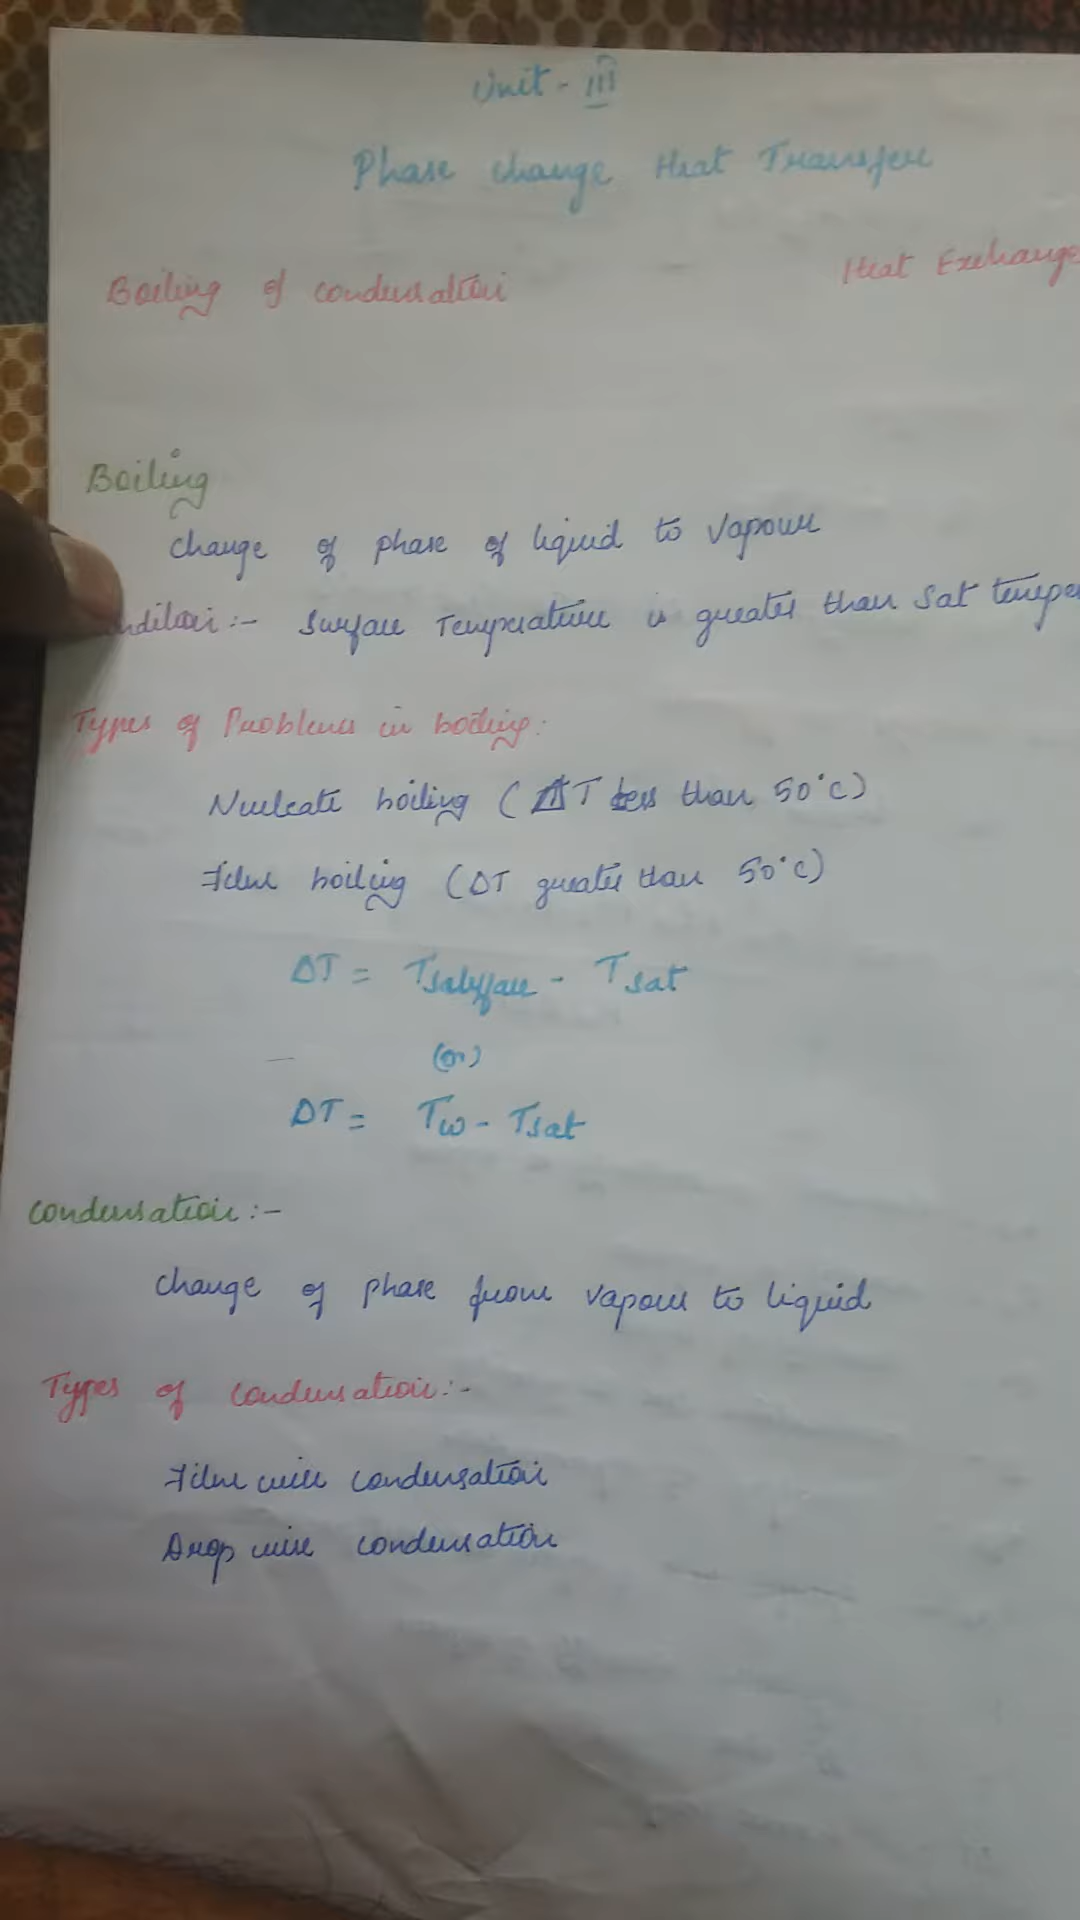 Unit - III
Phase change Heat Transfer
Boiling of condensation
Heat Exchange
Boiling
change of phase of liquid to vapour
Condition :- Surface Temperature is greater than Sat temper
Types of Problems in boiling :
Nucleate boiling (ΔT less than 50°C)
Film boiling (ΔT greater than 50°C)
ΔT = Tsurface - Tsat
(or)
ΔT = Tw - Tsat
condensation :-
change of phase from vapour to liquid
Types of condensation :-
Film wise condensation
Drop wise condensation